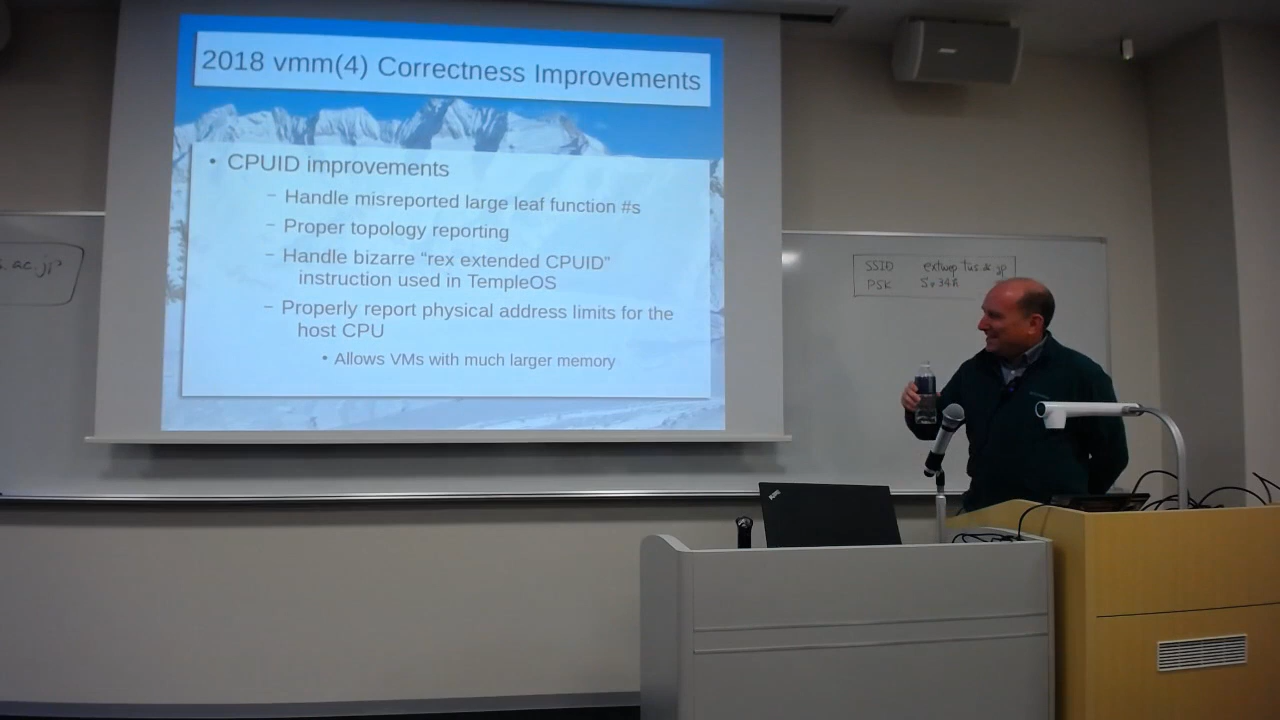 2018 vmm(4) Correctness Improvements
• CPUID improvements
– Handle misreported large leaf function #s
– Proper topology reporting
– Handle bizarre “rex extended CPUID”
instruction used in TempleOS
– Properly report physical address limits for the
host CPU
• Allows VMs with much larger memory
.ac.jp
SSID
PSK